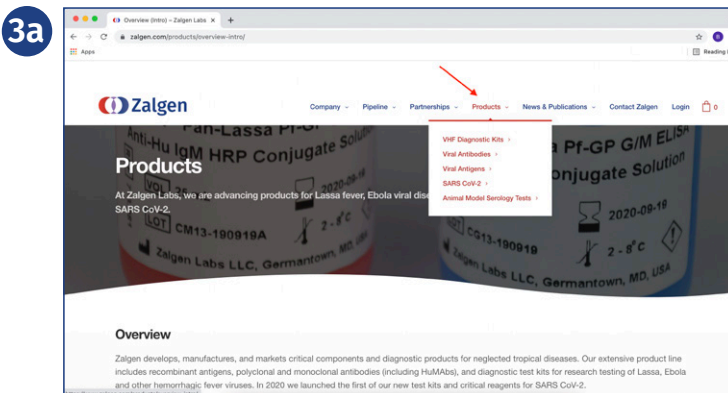 3a
Overview (Intro) – Zalgen Labs
zalgen.com/products/overview-intro/
B
Apps
Reading
Zalgen
Company
Pipeline
Partnerships
Products
News & Publications
Contact Zalgen
Login
0
VHF Diagnostic Kits
Viral Antibodies
Viral Antigens
SARS CoV-2
Animal Model Serology Tests
Products
At Zalgen Labs, we are advancing products for Lassa fever, Ebola viral
SARS CoV-2.
Anti-Hu IgM HRP Conjugate
2020-09-18
LOT CM13-190919A
2-8°C
Zalgen Labs LLC, Germantown, MD,
Pf-GP G/M ELISA
onjugate Solution
2020-09-18
LOT CG13-190919
2 - 8°C
Zalgen Labs LLC, Germantown, MD, USA
Overview
Zalgen develops, manufactures, and markets critical components and diagnostic products for neglected tropical diseases. Our extensive product line
includes recombinant antigens, polyclonal and monoclonal antibodies (including HuMAbs), and diagnostic test kits for research testing of Lassa, Ebola
and other hemorrhagic fever viruses. In 2020 we launched the first of our new test kits and critical reagents for SARS CoV-2.